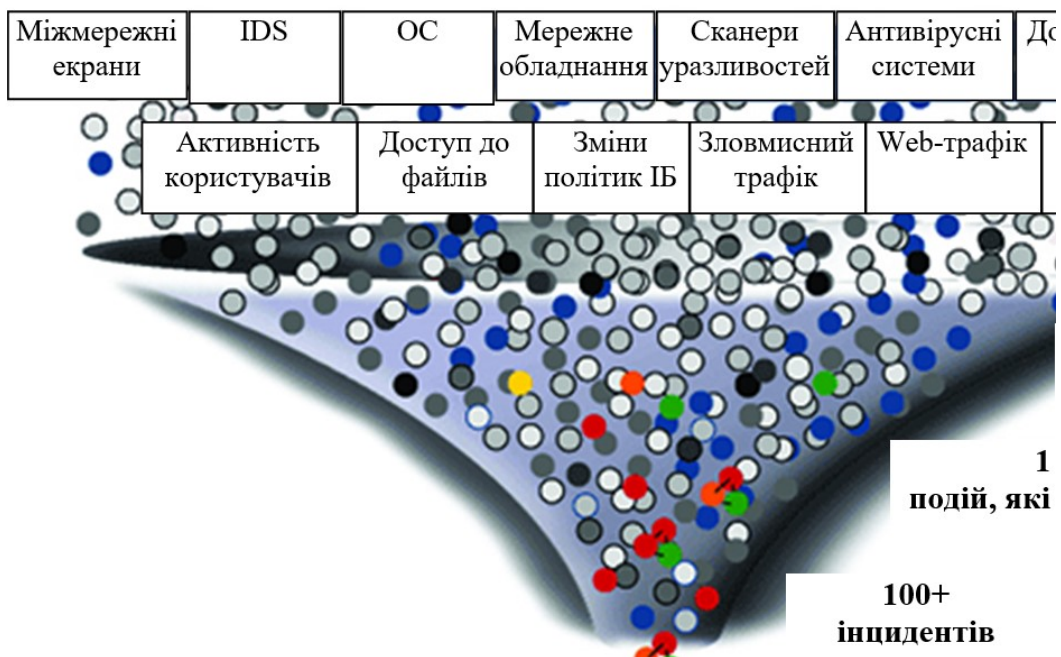 Міжмережні
екрани
IDS
ОС
Мережне
обладнання
Сканери
уразливостей
Антивірусні
системи
До
Активність
користувачів
Доступ до
файлів
Зміни
політик ІБ
Зловмисний
трафік
Web-трафік
1
подій, які
100+
інцидентів